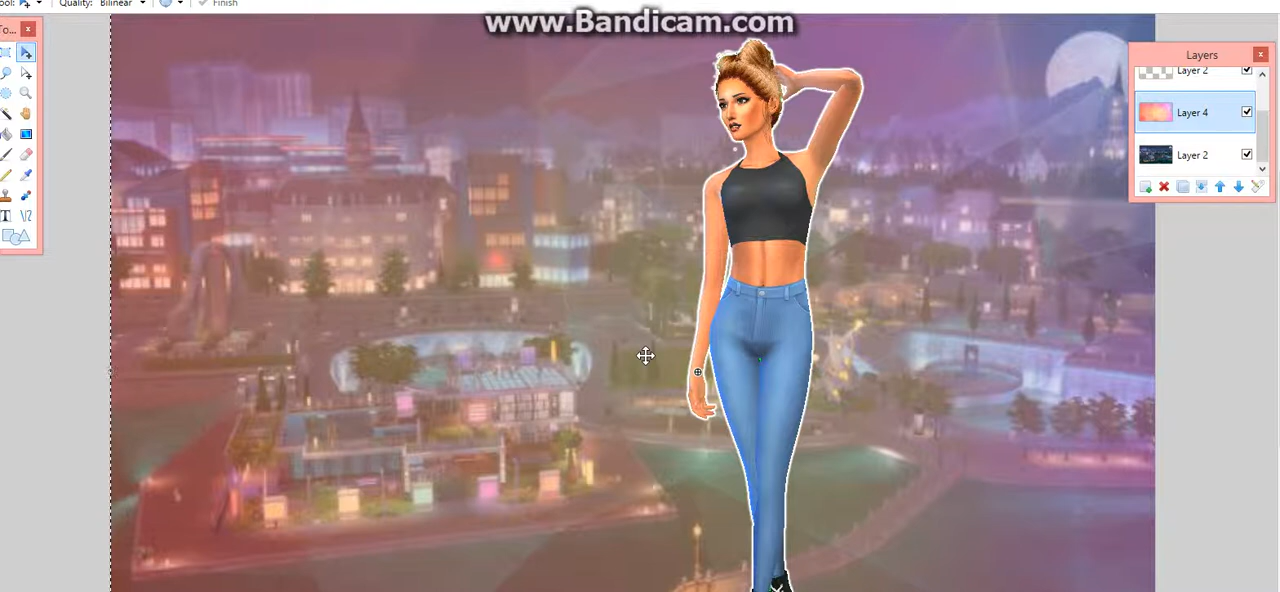 ool:
Quality: Bilinear
Finish
www.Bandicam.com
To...
Layers
Layer 2
Layer 4
Layer 2
T